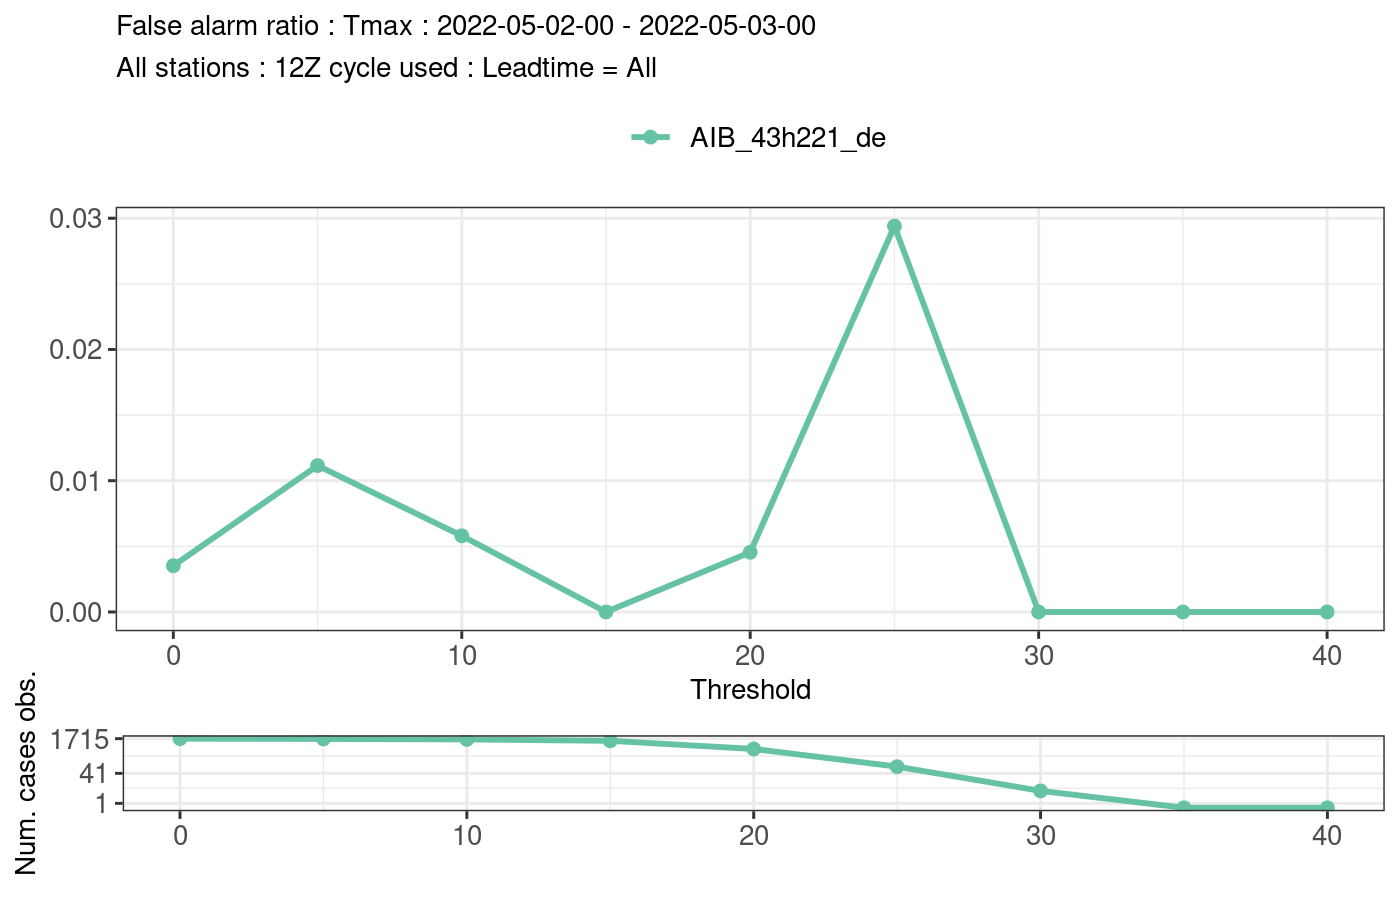 False alarm ratio : Tmax : 2022-05-02-00 - 2022-05-03-00
All stations : 12Z cycle used : Leadtime = All
AIB_43h221_de
0.03
0.02
0.01
0.00
0 10 20 30 40
Threshold
Num. cases obs.
1715
41
1
0 10 20 30 40